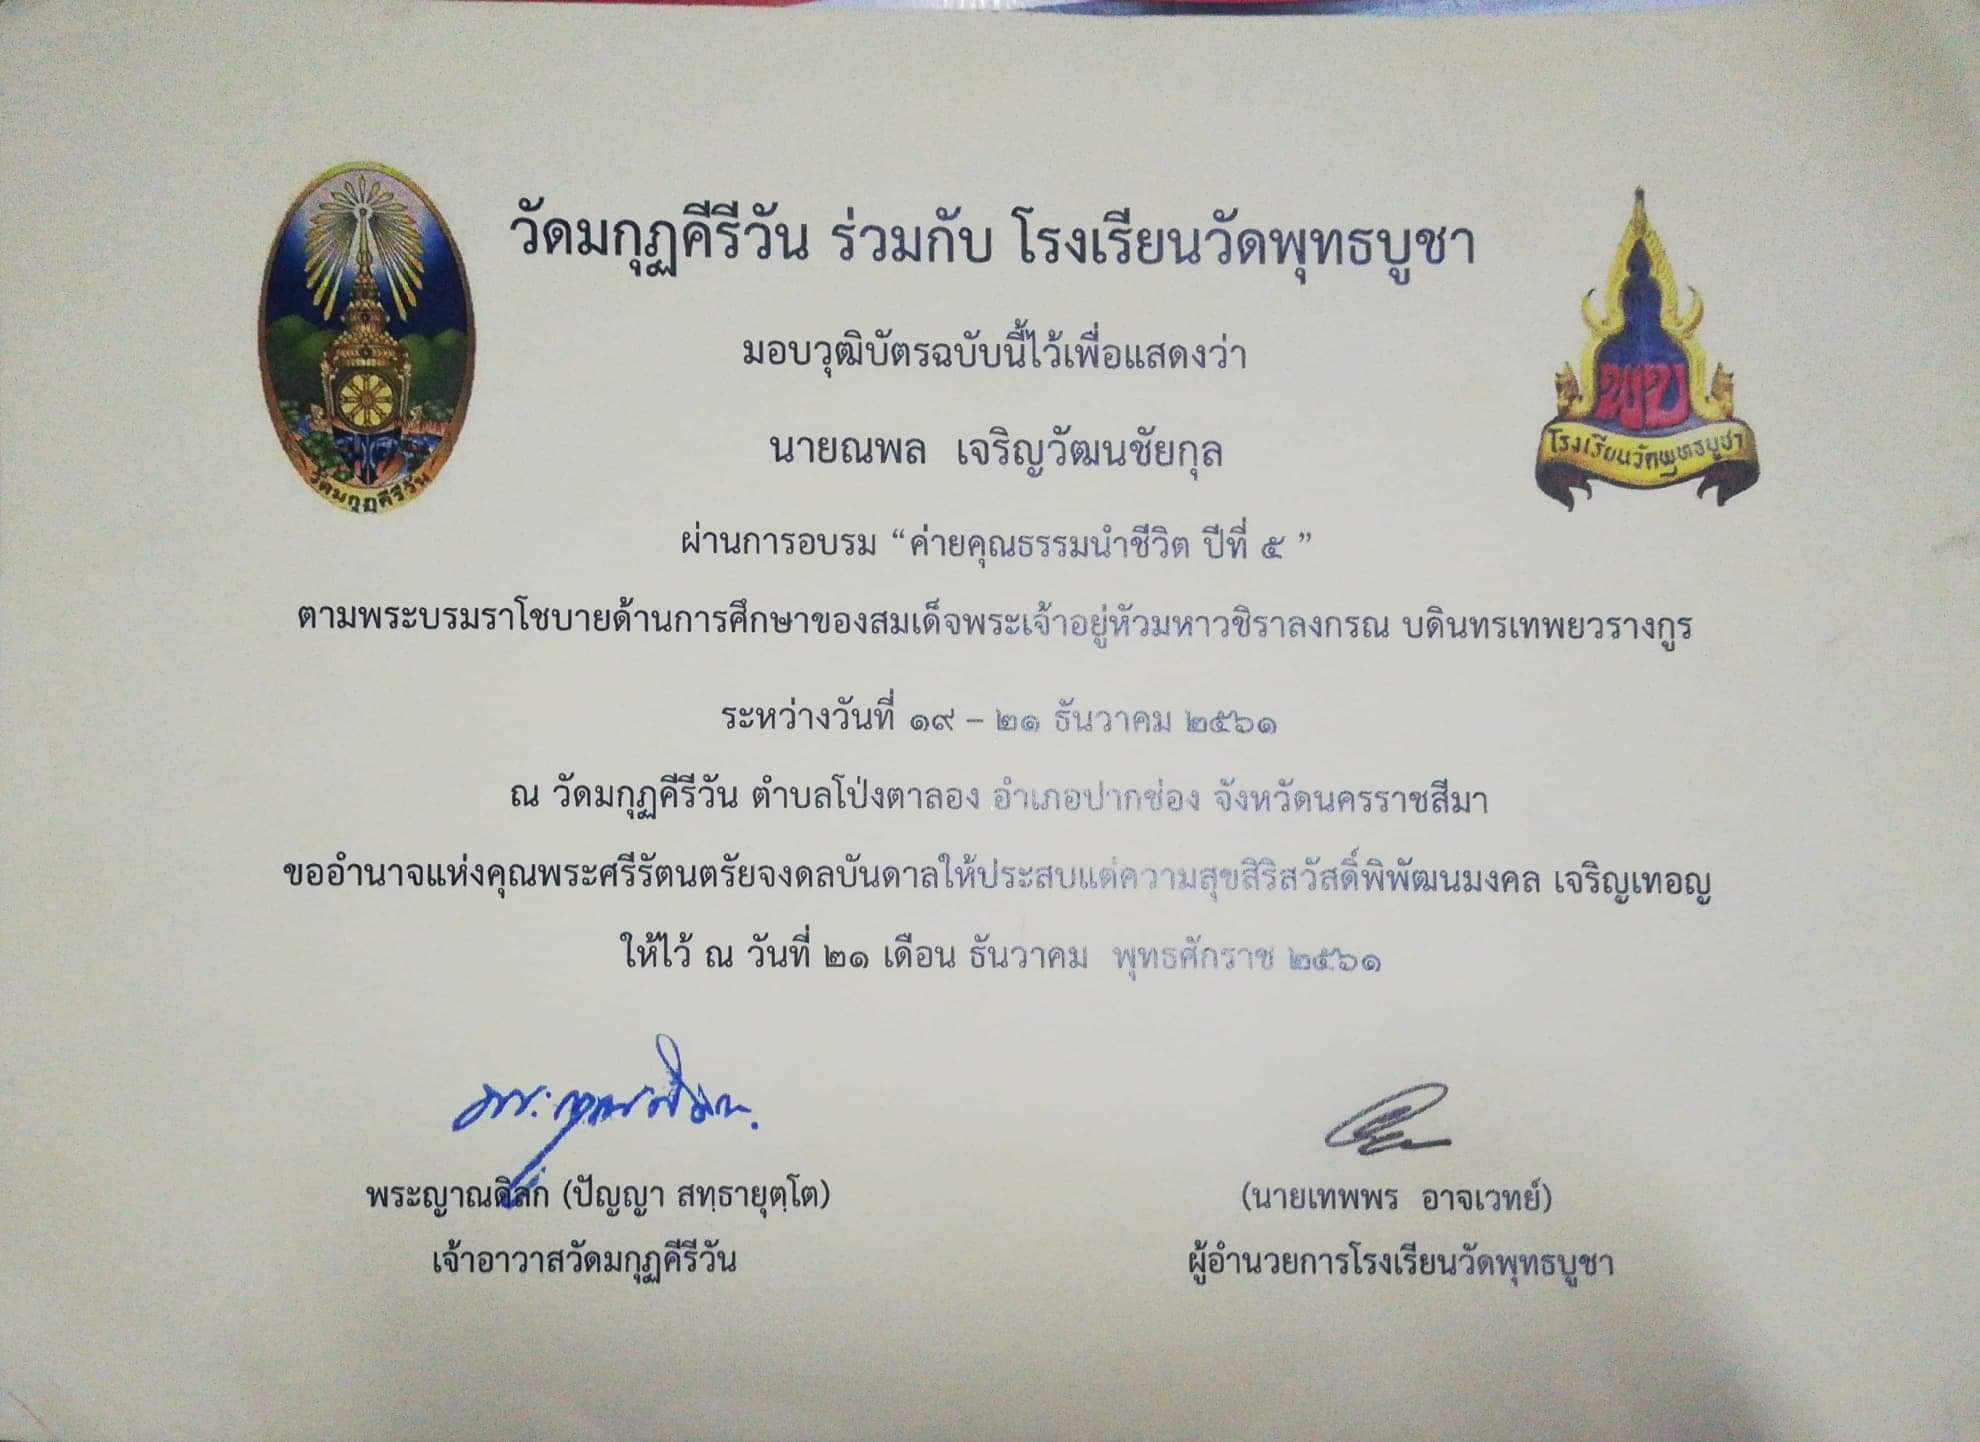 วัดมกุฏคีรีวัน ร่วมกับ โรงเรียนวัดพุทธบูชา
มอบวุฒิบัตรฉบับนี้ไว้เพื่อแสดงว่า
นายณพล เจริญวัฒนชัยกุล
ผ่านการอบรม “ค่ายคุณธรรมนำชีวิต ปีที่ ๕ ”
ตามพระบรมราโชบายด้านการศึกษาของสมเด็จพระเจ้าอยู่หัวมหาวชิราลงกรณ บดินทรเทพยวรางกูร
ระหว่างวันที่ ๑๙ – ๒๑ ธันวาคม ๒๕๖๑
ณ วัดมกุฏคีรีวัน ตำบลโป่งตาลอง อำเภอปากช่อง จังหวัดนครราชสีมา
ขออำนาจแห่งคุณพระศรีรัตนตรัยจงดลบันดาลให้ประสบแต่ความสุขสิริสวัสดิ์พิพัฒนมงคล เจริญเทอญ
ให้ไว้ ณ วันที่ ๒๑ เดือน ธันวาคม พุทธศักราช ๒๕๖๑
พระญาณดิลก (ปัญญา สทฺธายุตฺโต)
เจ้าอาวาสวัดมกุฏคีรีวัน
(นายเทพพร อาจเวทย์)
ผู้อำนวยการโรงเรียนวัดพุทธบูชา
วัดมกุฏคีรีวัน
พบ
โรงเรียนวัดพุทธบูชา